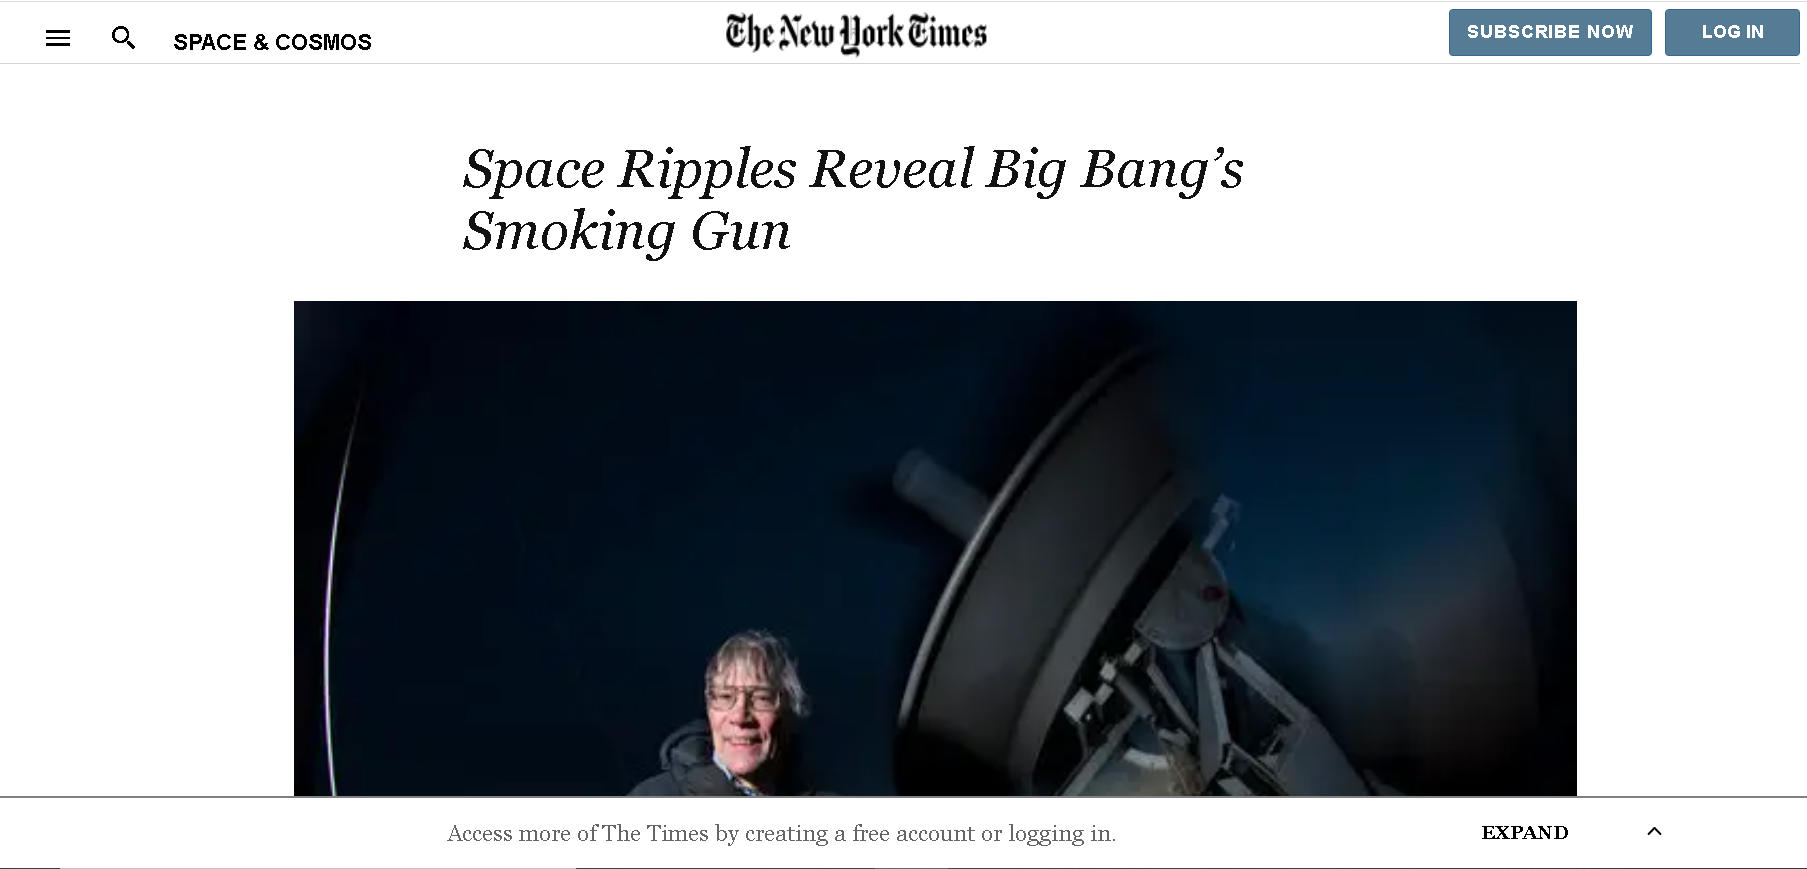 SPACE & COSMOS
The New York Times
SUBSCRIBE NOW
LOG IN
Space Ripples Reveal Big Bang’s
Smoking Gun
Access more of The Times by creating a free account or logging in.
EXPAND